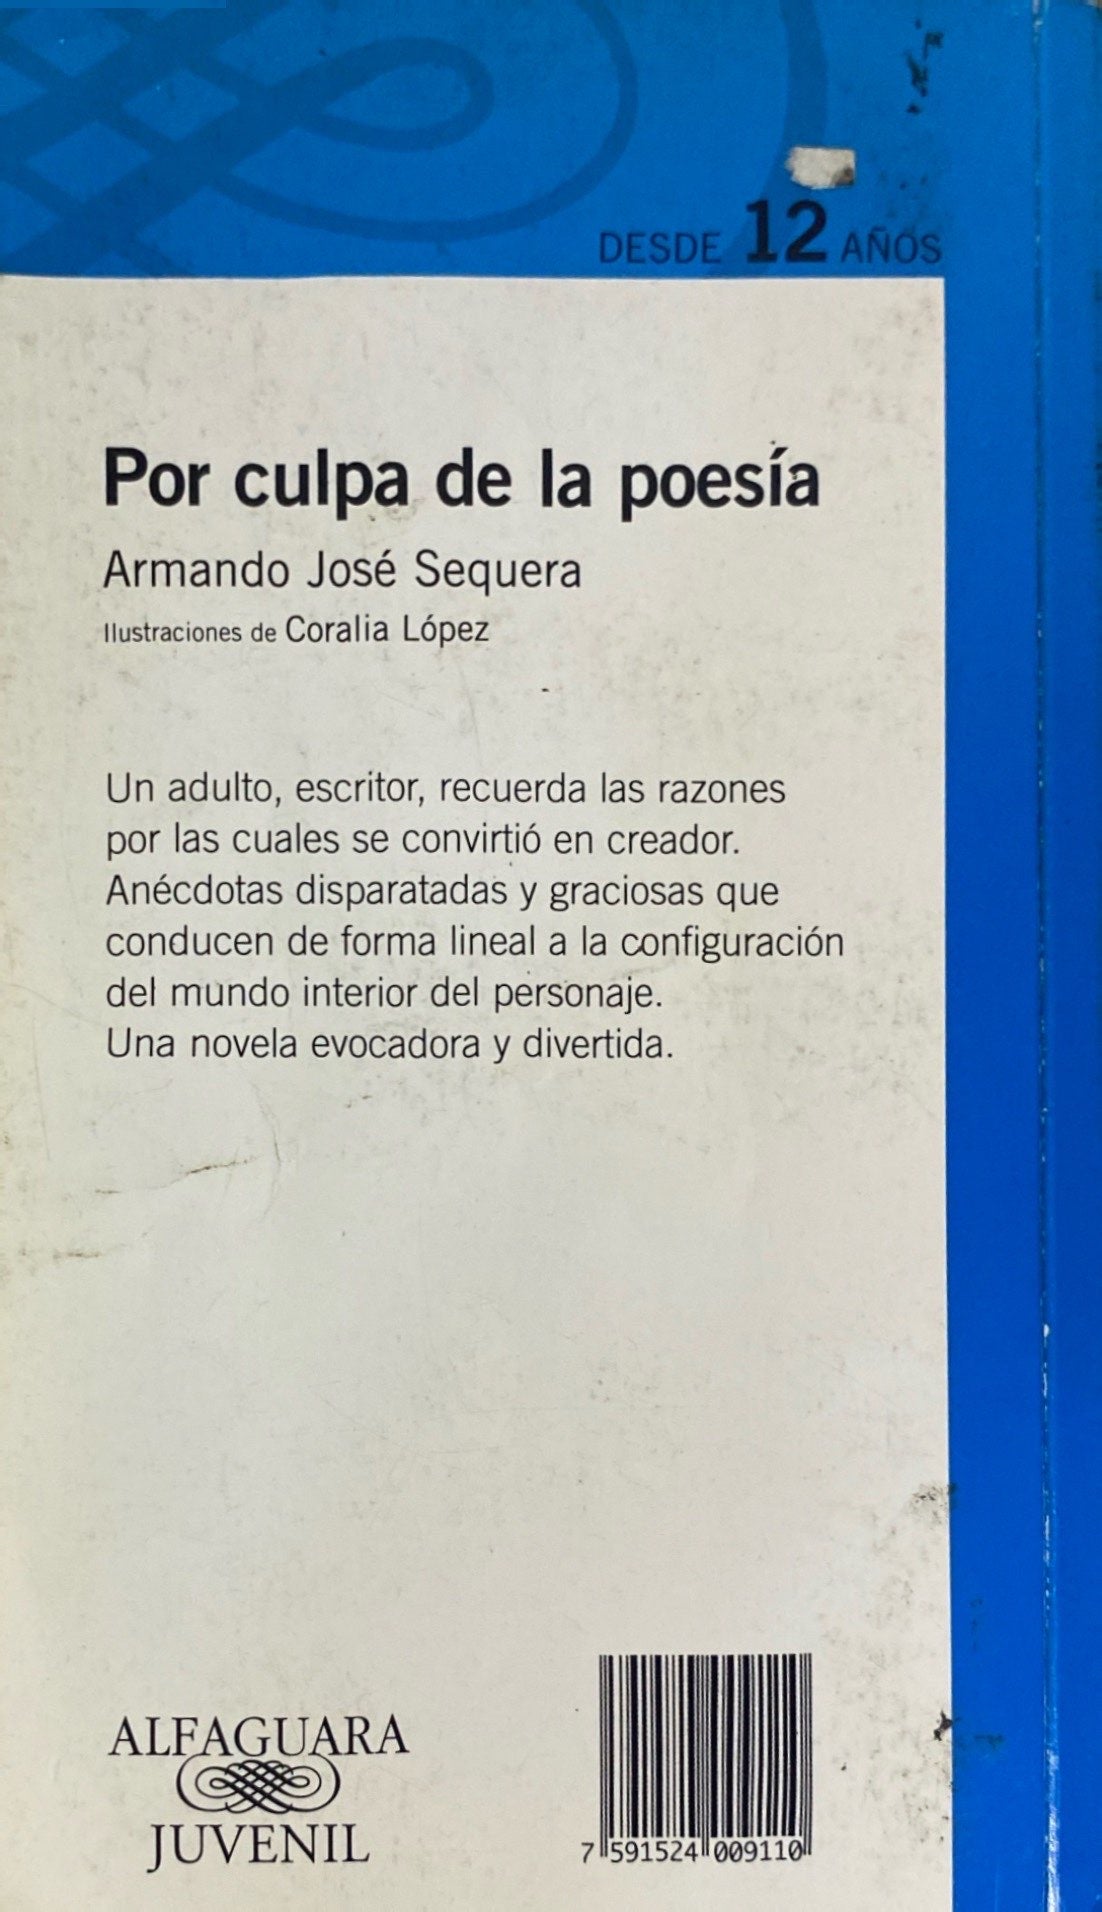 DESDE 12 AÑOS
Por culpa de la poesía
Armando José Sequera
Ilustraciones de Coralia López
Un adulto, escritor, recuerda las razones
por las cuales se convirtió en creador.
Anécdotas disparatadas y graciosas que
conducen de forma lineal a la configuración
del mundo interior del personaje.
Una novela evocadora y divertida.
ALFAGUARA
JUVENIL
7 591524 009110